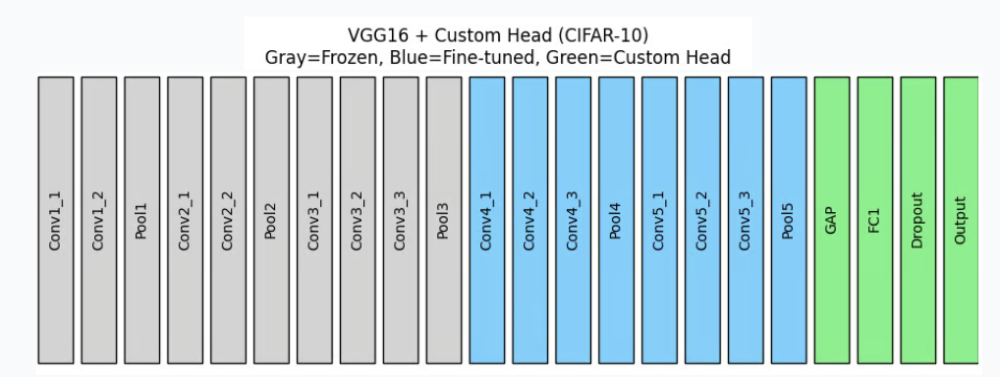 VGG16 + Custom Head (CIFAR-10)
Gray=Frozen, Blue=Fine-tuned, Green=Custom Head
Conv1_1
Conv1_2
Pool1
Conv2_1
Conv2_2
Pool2
Conv3_1
Conv3_2
Conv3_3
Pool3
Conv4_1
Conv4_2
Conv4_3
Pool4
Conv5_1
Conv5_2
Conv5_3
Pool5
GAP
FC1
Dropout
Output